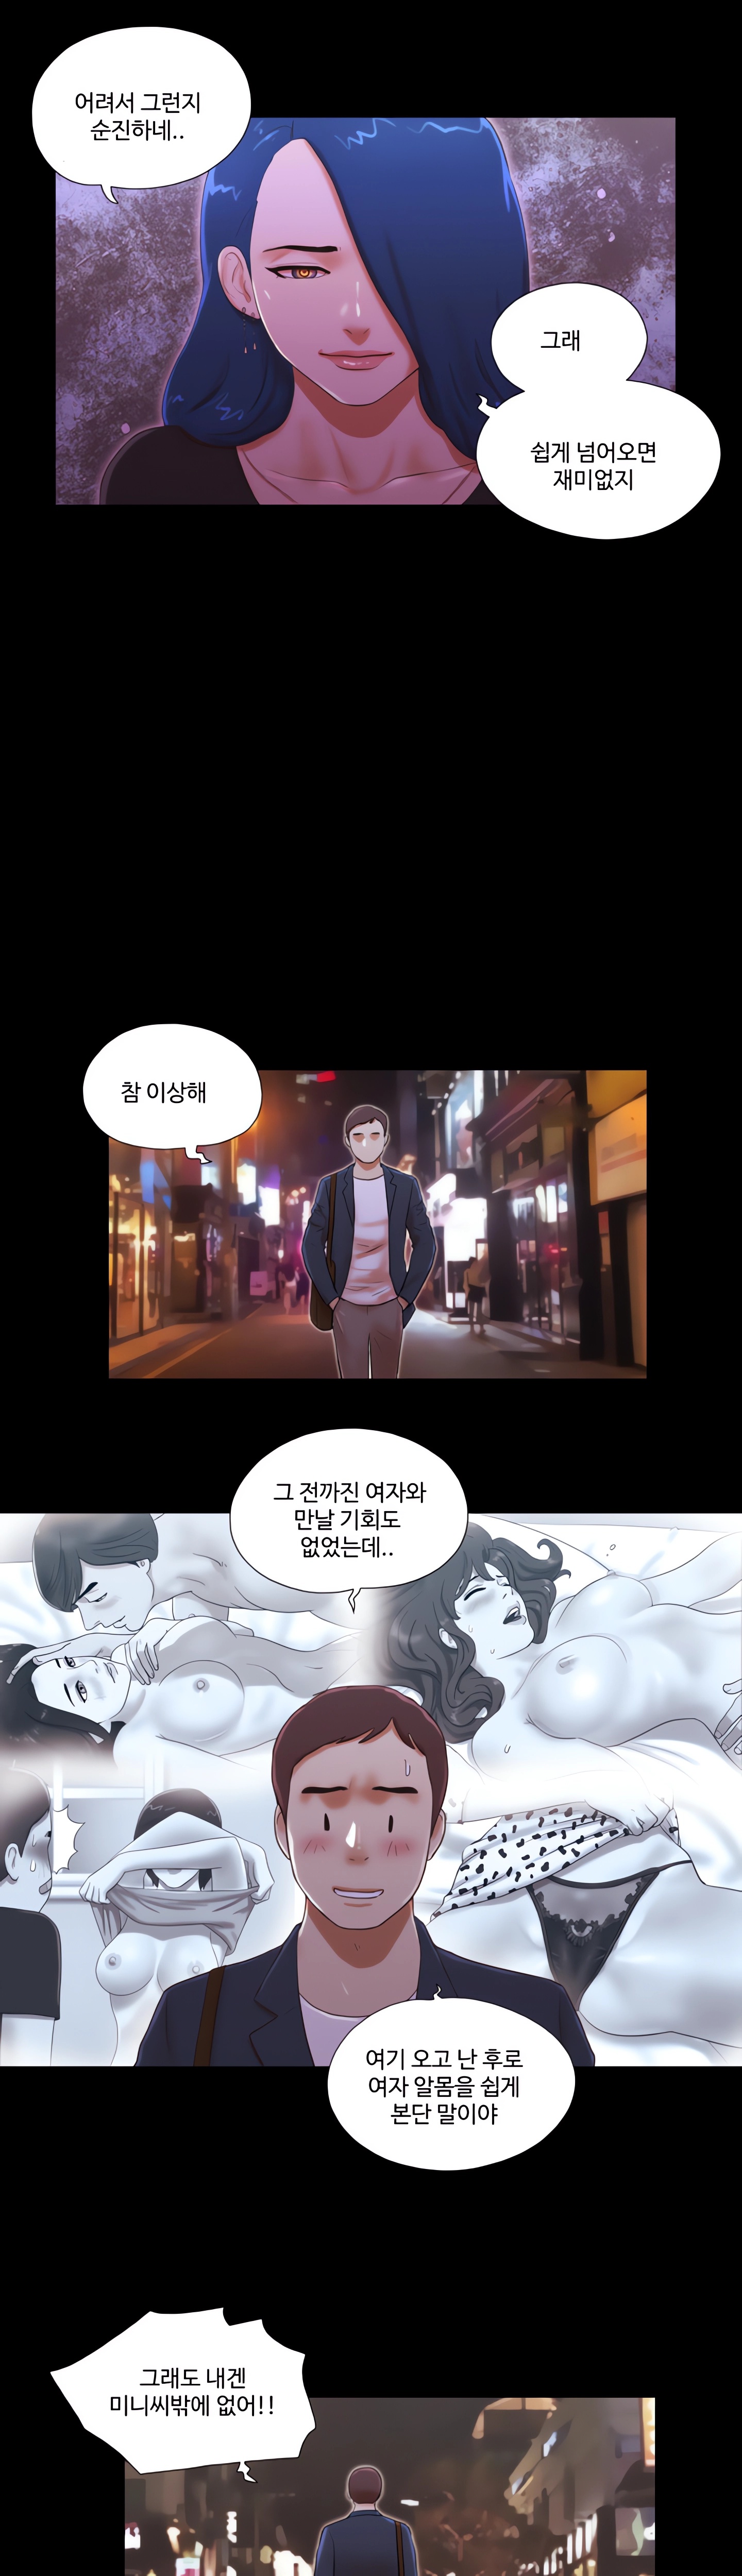 어려서 그런지
순진하네..
그래
쉽게 넘어오면
재미없지
참 이상해
그 전까진 여자와
만날 기회도
없었는데..
여기 오고 난 후로
여자 알몸을 쉽게
본단 말이야
그래도 내겐
미니씨밖에 없어!!